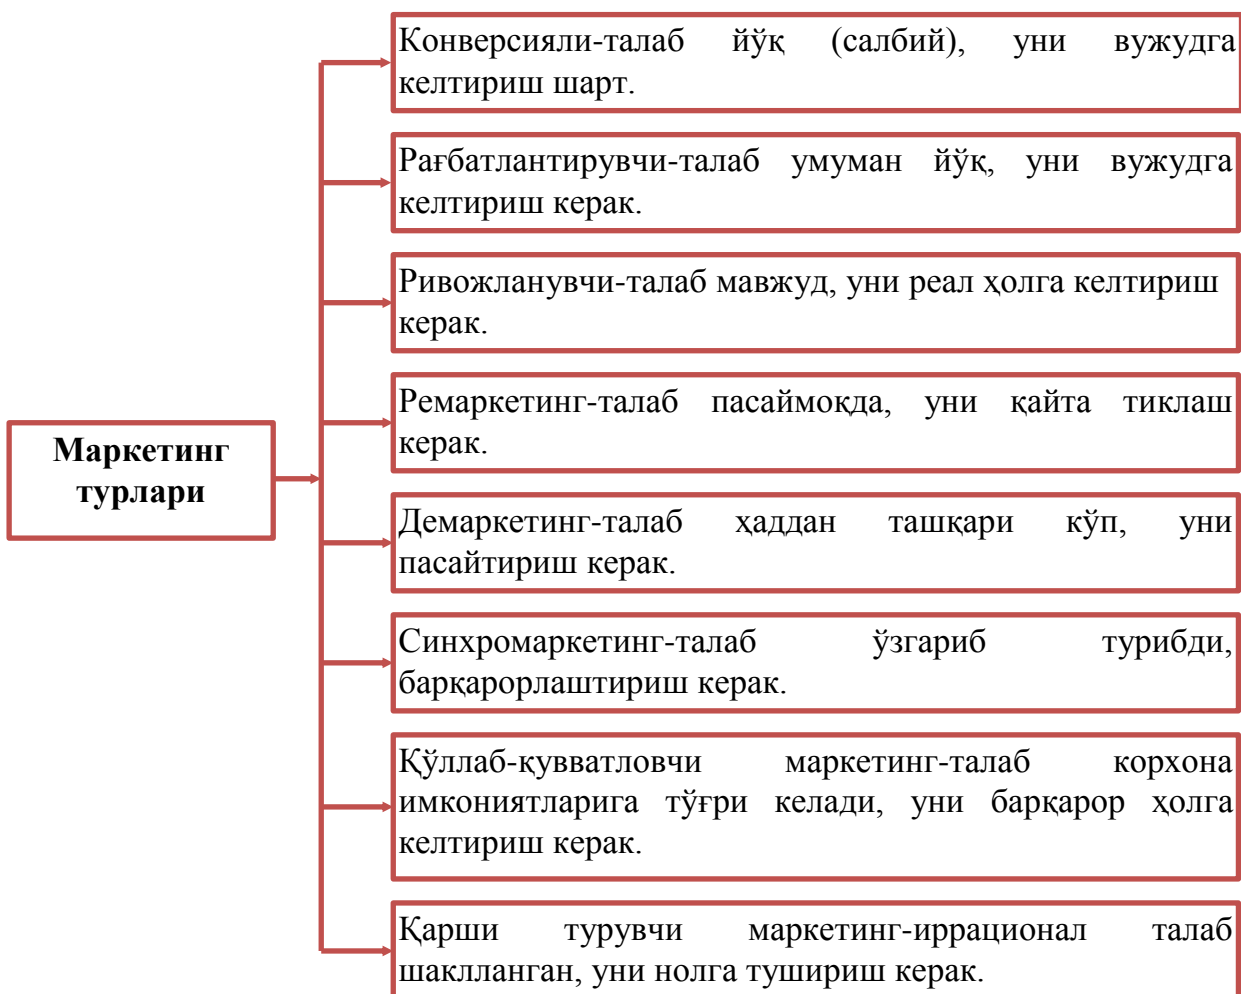 Конверсияли-талаб йўқ (салбий), уни вужудга
келтириш шарт.
Рағбатлантирувчи-талаб умуман йўқ, уни вужудга
келтириш керак.
Ривожланувчи-талаб мавжуд, уни реал ҳолга келтириш
керак.
Ремаркетинг-талаб пасаймоқда, уни қайта тиклаш
керак.
Маркетинг
турлари
Демаркетинг-талаб ҳаддан ташқари кўп, уни
пасайтириш керак.
Синхромаркетинг-талаб ўзгариб турибди,
барқарорлаштириш керак.
Қўллаб-қувватловчи маркетинг-талаб корхона
имкониятларига тўғри келади, уни барқарор ҳолга
келтириш керак.
Қарши турувчи маркетинг-иррационал талаб
шаклланган, уни нолга тушириш керак.